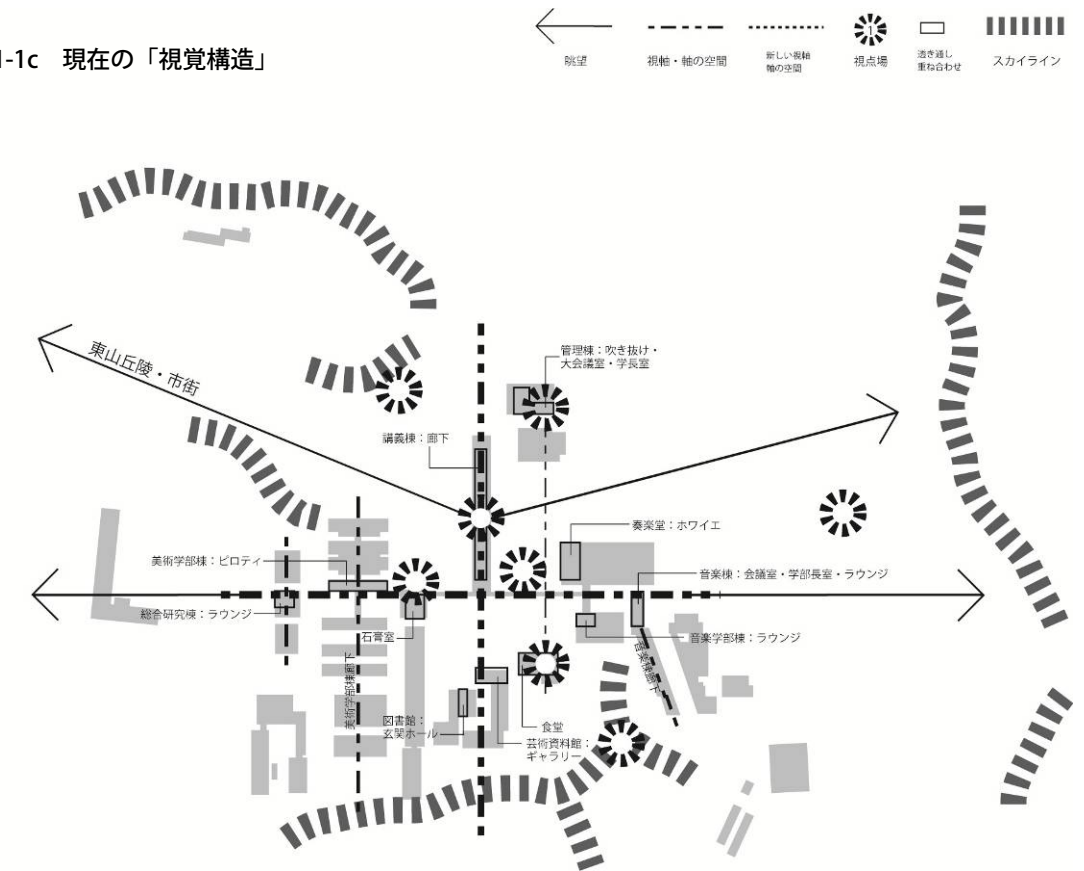 1-1c 現在の「視覚構造」
眺望
視軸・軸の空間
新しい視軸
軸の空間
1
視点場
透き通し
重ね合わせ
スカイライン
東山丘陵・市街
管理棟：吹き抜け・
大会議室・学長室
講義棟：廊下
奏楽堂：ホワイエ
美術学部棟：ピロティ
音楽棟：会議室・学部長室・ラウンジ
総合研究棟：ラウンジ
石膏室
音楽学部棟：ラウンジ
美術学部棟廊下
音楽棟廊下
図書館：
玄関ホール
食堂
芸術資料館：
ギャラリー